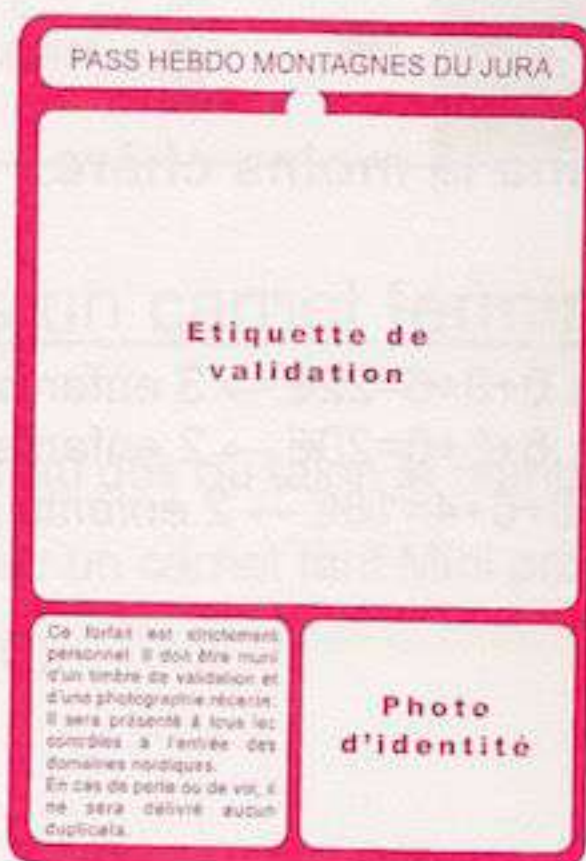 PASS HEBDO MONTAGNES DU JURA
Etiquette de
validation
Ce forfait est strictement
personnel. Il doit être muni
d'un timbre de validation et
d'une photographie récente.
Il sera présenté à tous les
contrôles à l'entrée des
domaines nordiques.
En cas de perte ou de vol, il
ne sera délivré aucun
duplicata.
Photo
d'identité